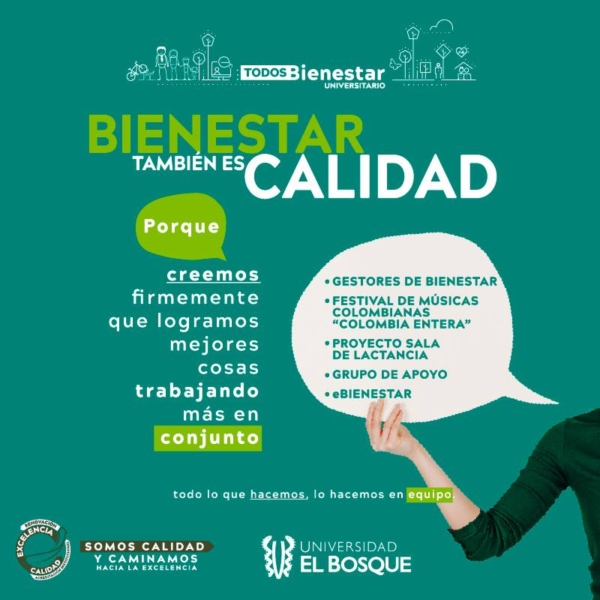 TODOS Bienestar
UNIVERSITARIO
BIENESTAR
TAMBIÉN ES
CALIDAD
Porque
creemos
firmemente
que logramos
mejores
cosas
trabajando
más en
conjunto
• GESTORES DE BIENESTAR
• FESTIVAL DE MÚSICAS
COLOMBIANAS
“COLOMBIA ENTERA”
• PROYECTO SALA
DE LACTANCIA
• GRUPO DE APOYO
• eBIENESTAR
todo lo que hacemos, lo hacemos en equipo.
EXCELENCIA
CALIDAD
SOMOS CALIDAD
Y CAMINAMOS
HACIA LA EXCELENCIA
UNIVERSIDAD
EL BOSQUE